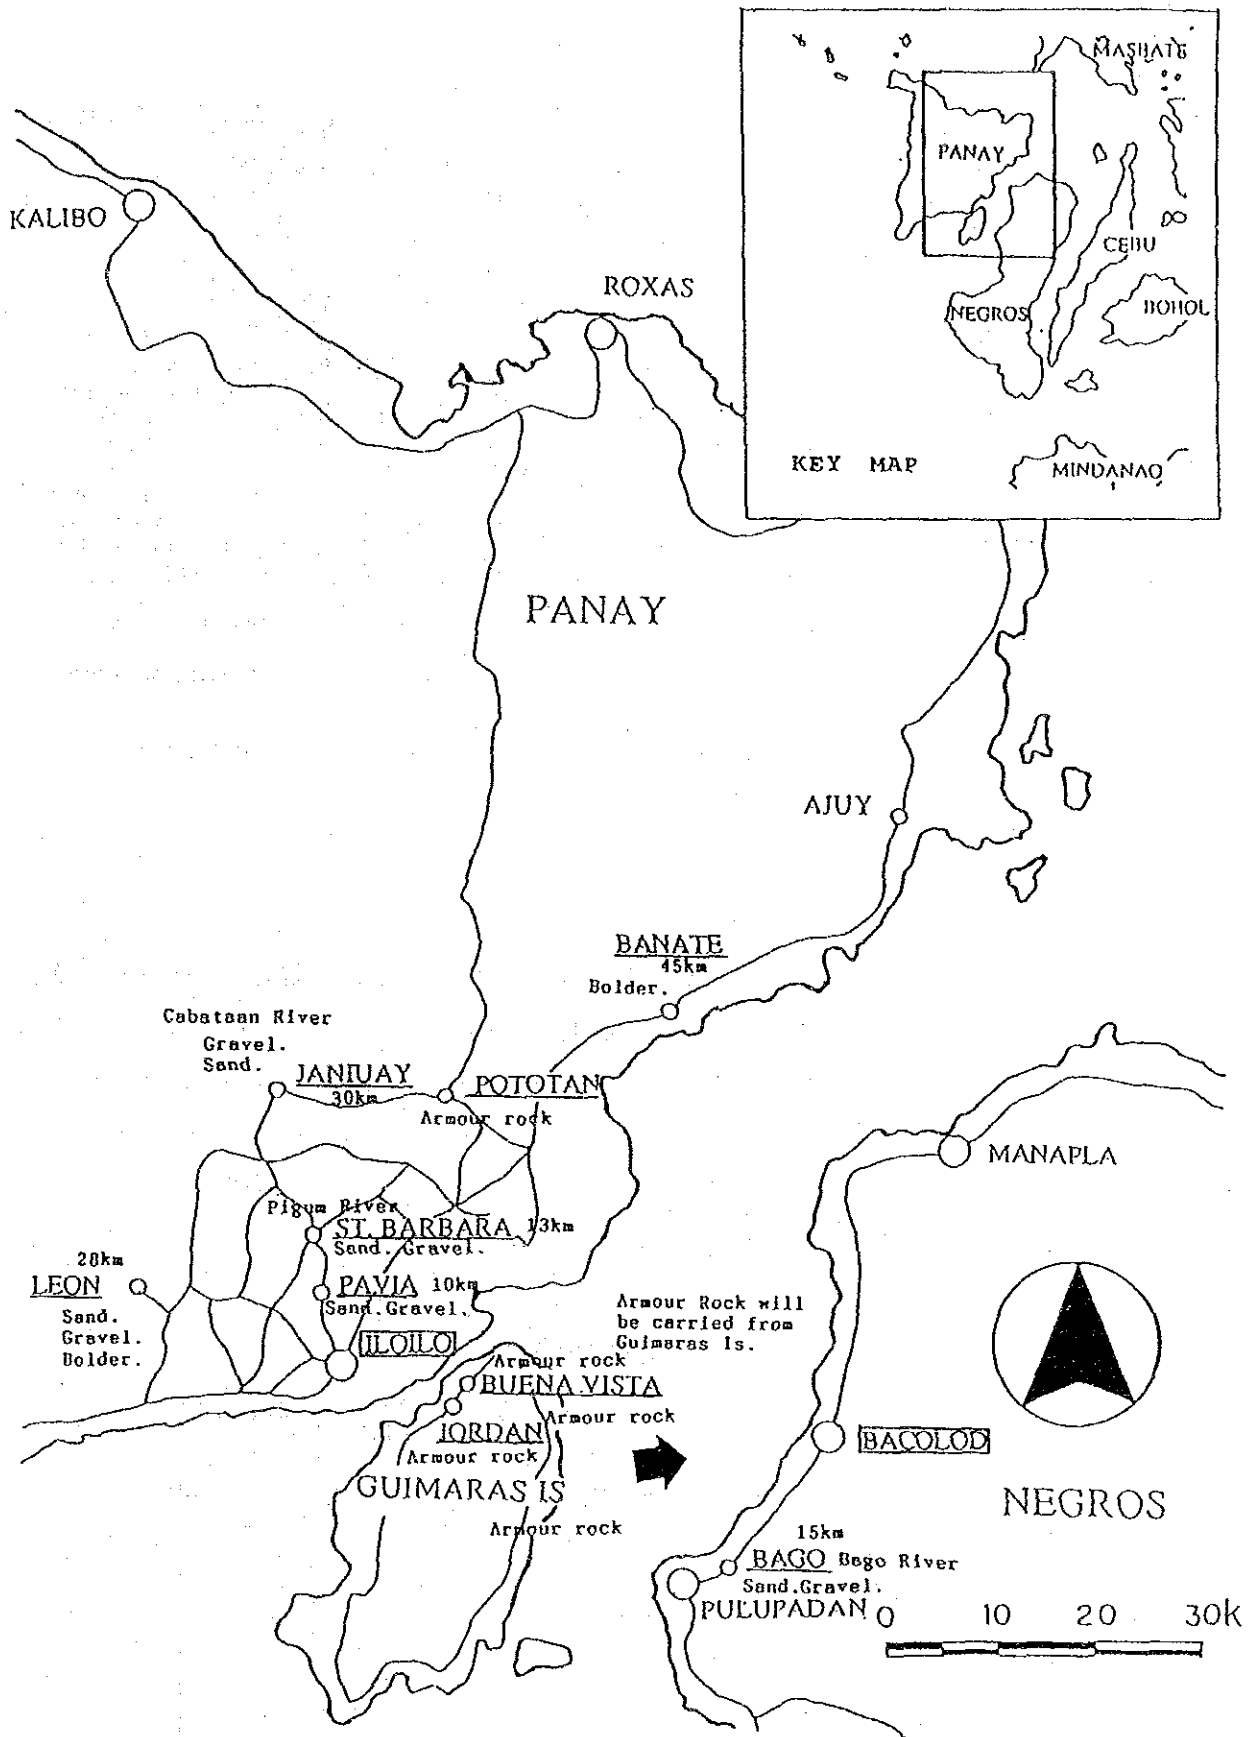 MASBATE
PANAY
CEBU
NEGROS
BOHOL
KEY MAP
MINDANAO
KALIBO
ROXAS
PANAY
AJUY
BANATE
45km
Bolder.
Cabataan River
Gravel.
Sand.
JANIUAY
30km
POTOTAN
Armour rock
MANAPLA
Pigum River
ST. BARBARA 13km
Sand. Gravel.
28km
LEON
Sand.
Gravel.
Bolder.
PAVIA 10km
Sand. Gravel.
ILOILO
Armour Rock will
be carried from
Guimaras Is.
Armour rock
BUENA VISTA
Armour rock
JORDAN
Armour rock
GUIMARAS IS
Armour rock
BACOLOD
NEGROS
15km
BAGO Bago River
Sand.Gravel.
PULUPADAN
0 10 20 30k